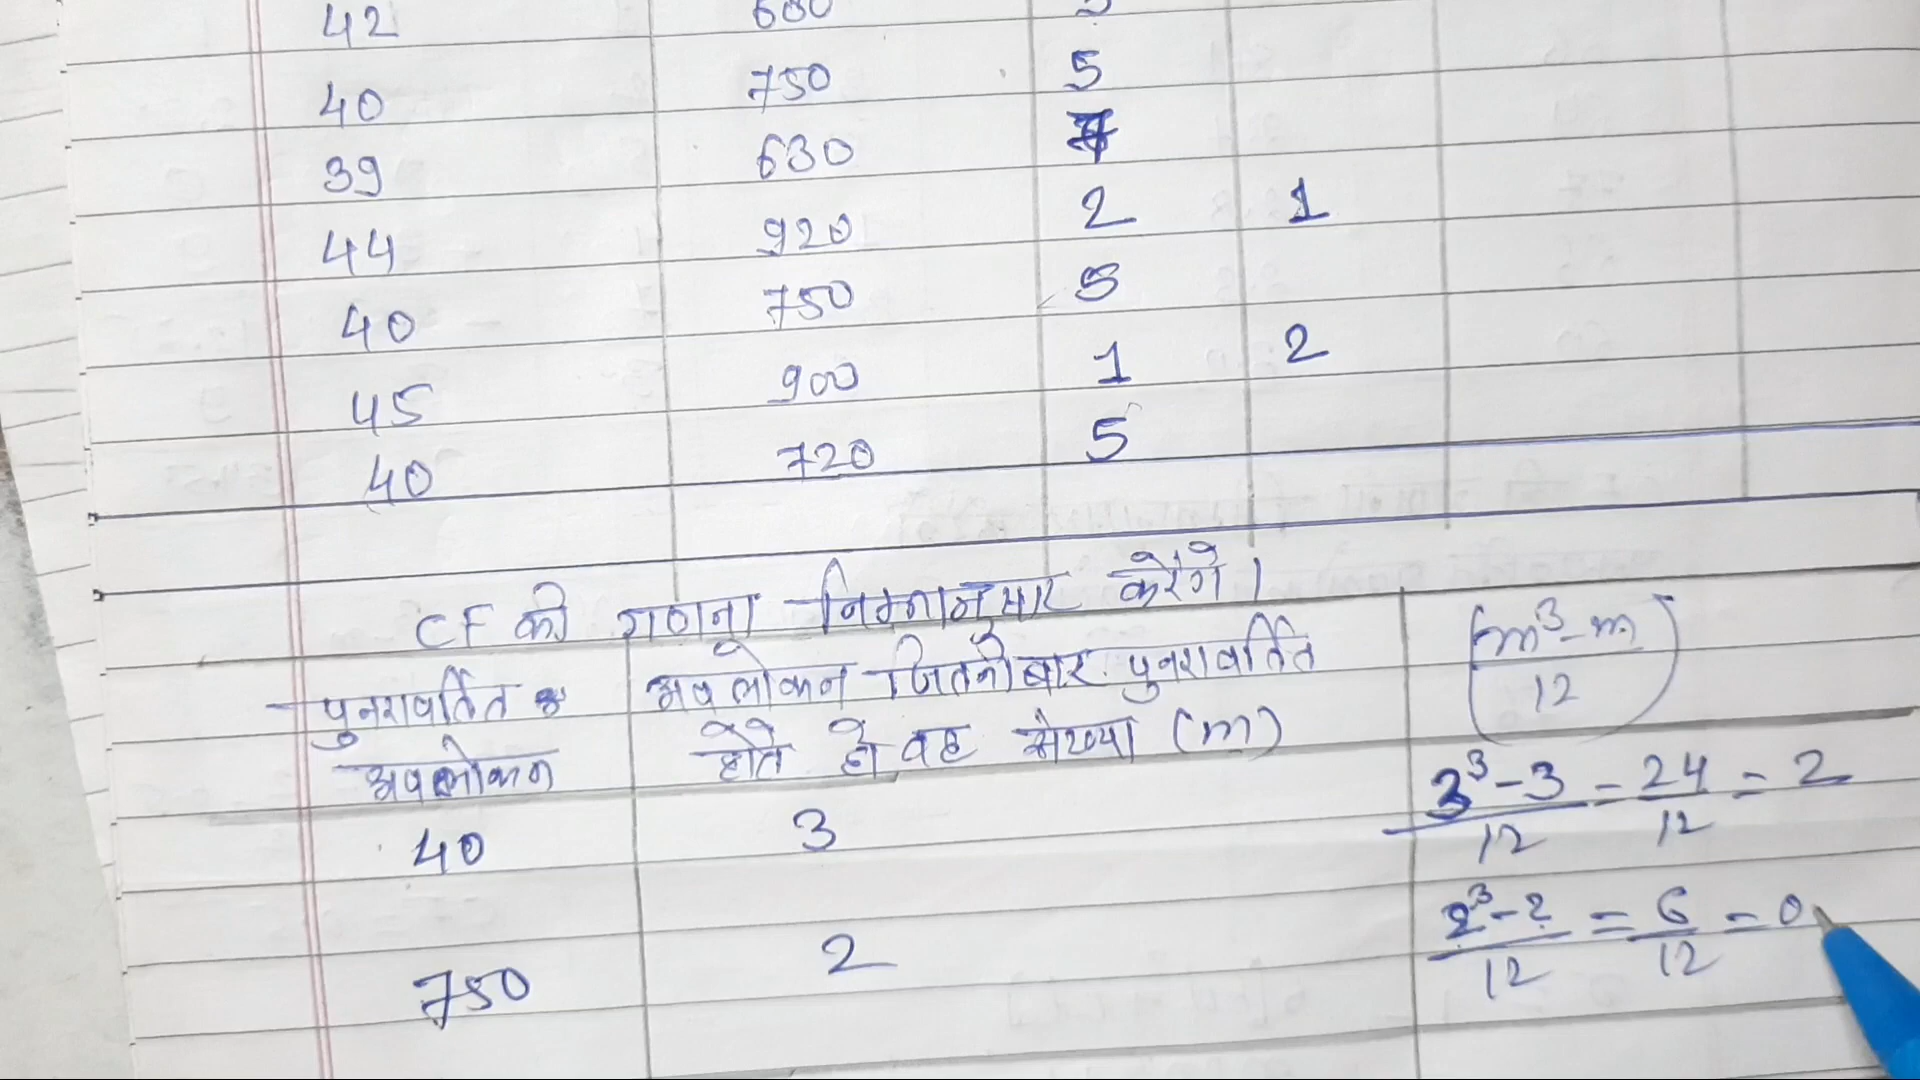 42 680
40 750 5
39 630
44 920 2 1
40 750 5
45 900 1 2
40 720 5
CF की गणना निम्नानुसार करेंगे।
पुनरावर्तित अवलोकन जितनी बार पुनरावर्तित (m³-m)/12
अवलोकन होते हो वह संख्या (m)
40 3 3³-3/12 = 24/12 = 2
750 2 2³-2/12 = 6/12 = 0